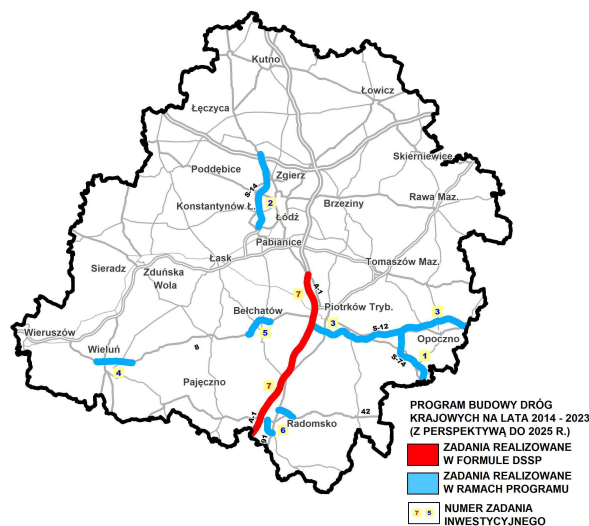 Kutno
Łowicz
Łęczyca
Skierniewice
Poddębice
Zgierz
S-14
2
Rawa Maz.
Konstantynów Ł.
Brzeziny
Łódź
Pabianice
Łask
Tomaszów Maz.
Sieradz
Zduńska
Wola
A-1
7
Bełchatów
Piotrków Tryb.
3
3
S-12
5
Opoczno
Wieruszów
Wieluń
8
1
S-74
4
Pajęczno
7
A-1
42
Radomsko
91
6
PROGRAM BUDOWY DRÓG
KRAJOWYCH NA LATA 2014 - 2023
(Z PERSPEKTYWĄ DO 2025 R.)
ZADANIA REALIZOWANE
W FORMULE DSSP
ZADANIA REALIZOWANE
W RAMACH PROGRAMU
7 5
NUMER ZADANIA
INWESTYCYJNEGO